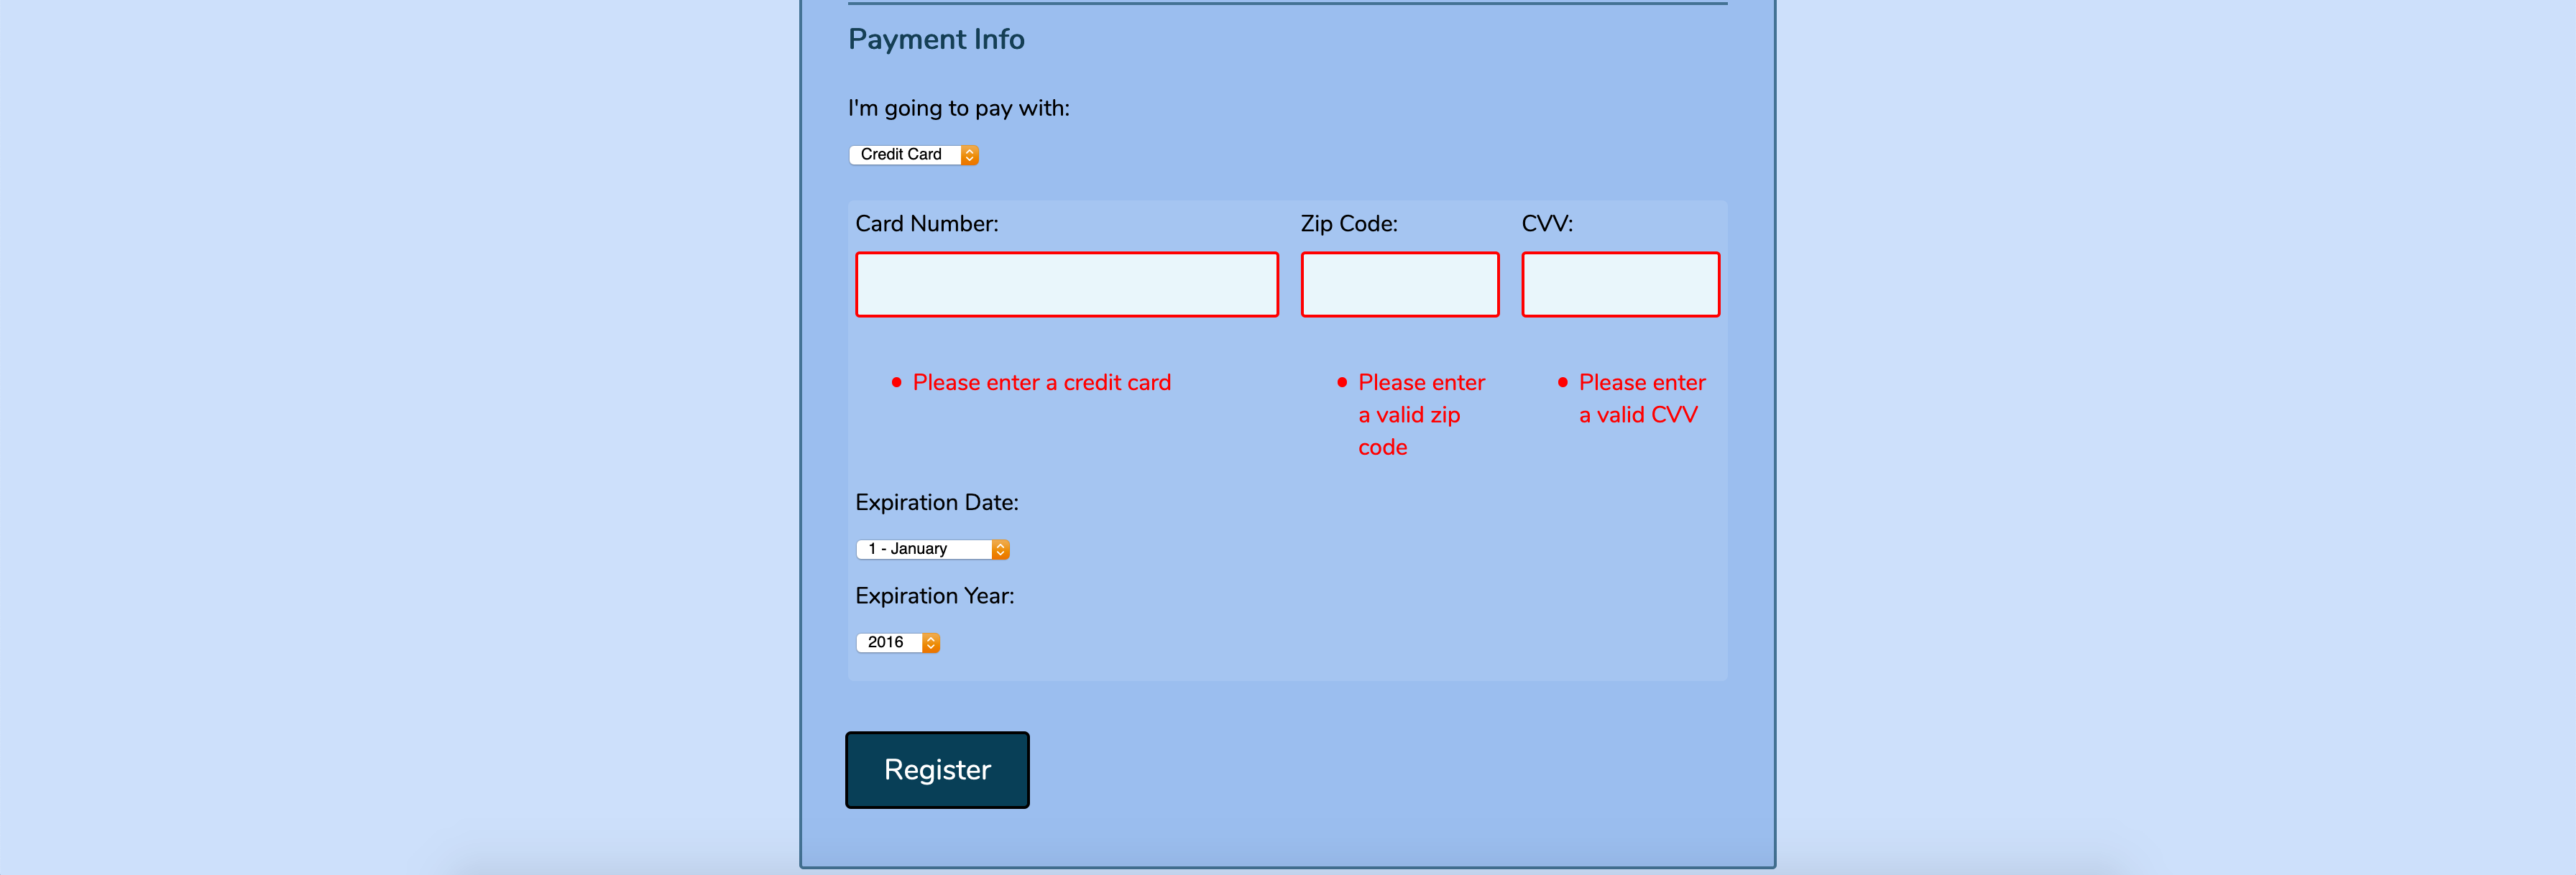 Payment Info
I'm going to pay with:
Credit Card
Card Number: Zip Code: CVV:
• Please enter a credit card
• Please enter
a valid zip
code
• Please enter
a valid CVV
Expiration Date:
1 - January
Expiration Year:
2016
Register